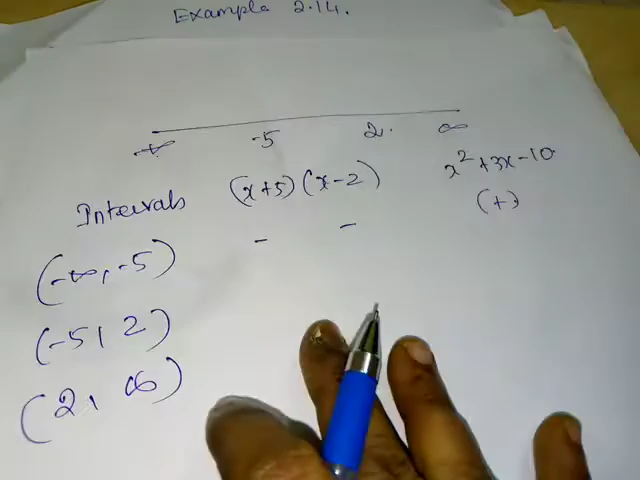 Example 2.14.
-∞ -5 2. ∞
Intervals (x+5) (x-2) x²+3x-10
(-∞, -5) - - (+)
(-5, 2)
(2, ∞)